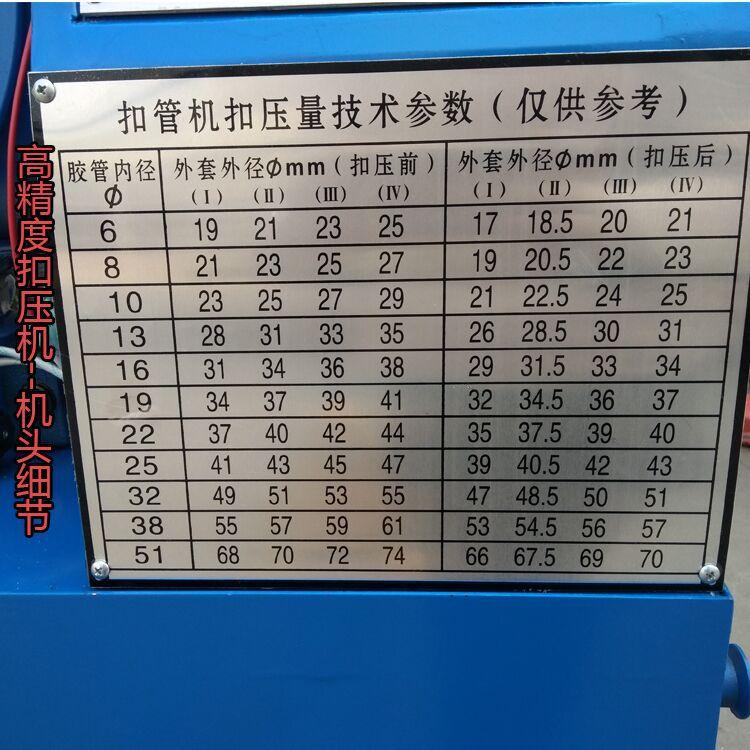 扣管机扣压量技术参数（仅供参考）
胶管内径 外套外径Φmm（扣压前） 外套外径Φmm（扣压后）
Φ （Ⅰ） （Ⅱ） （Ⅲ） （Ⅳ） （Ⅰ） （Ⅱ） （Ⅲ） （Ⅳ）
6 19 21 23 25 17 18.5 20 21
8 21 23 25 27 19 20.5 22 23
10 23 25 27 29 21 22.5 24 25
13 28 31 33 35 26 28.5 30 31
16 31 34 36 38 29 31.5 33 34
19 34 37 39 41 32 34.5 36 37
22 37 40 42 44 35 37.5 39 40
25 41 43 45 47 39 40.5 42 43
32 49 51 53 55 47 48.5 50 51
38 55 57 59 61 53 54.5 56 57
51 68 70 72 74 66 67.5 69 70
高精度扣压机--机头细节